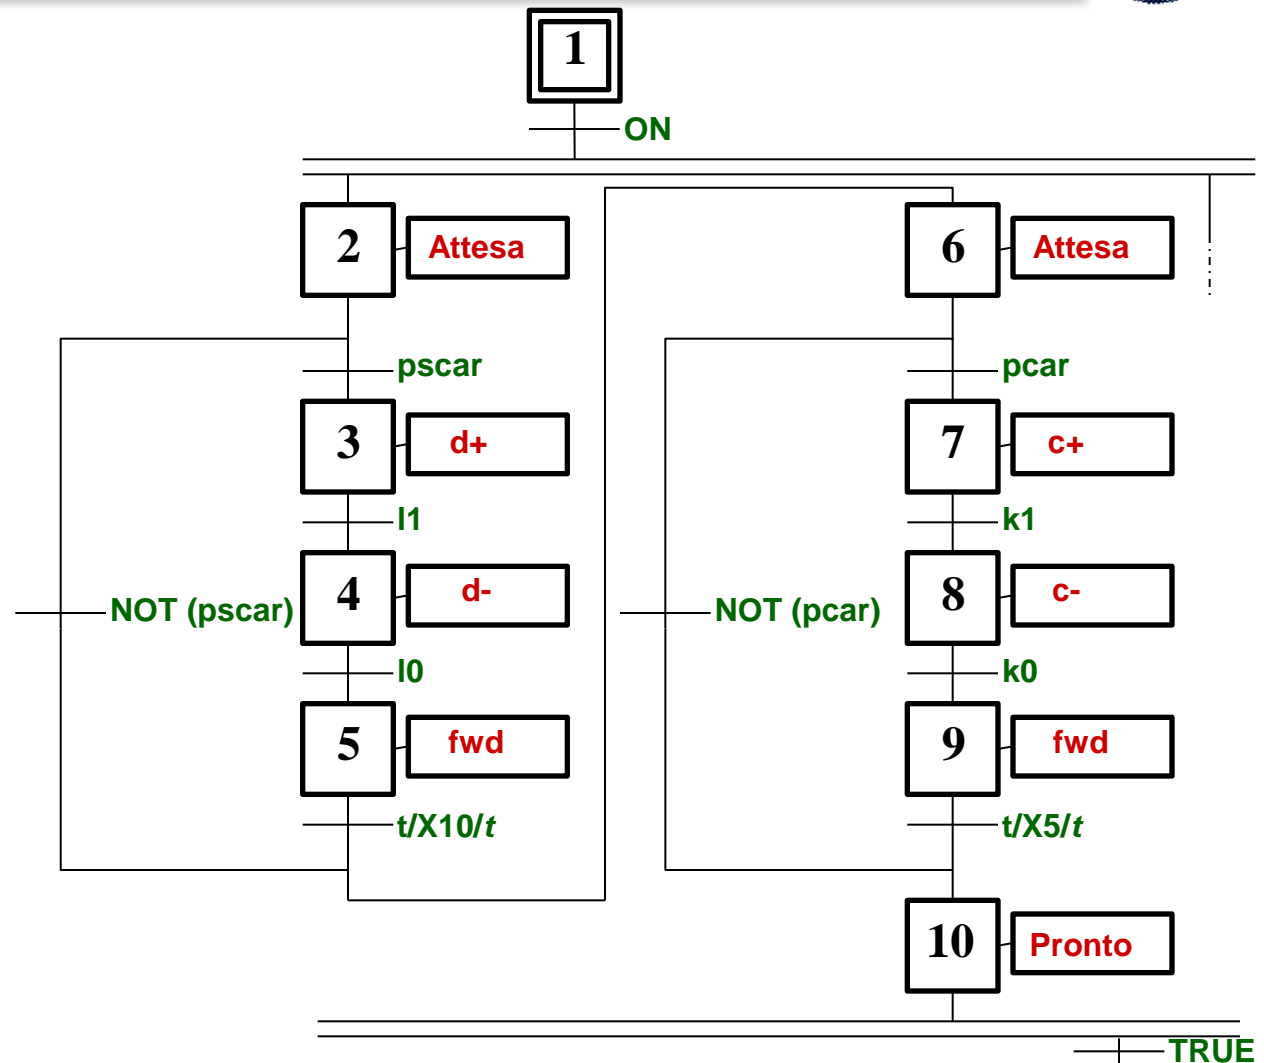 1
ON
2 Attesa
6 Attesa
pscar
pcar
3 d+
7 c+
l1
k1
NOT (pscar)
4 d-
NOT (pcar)
8 c-
l0
k0
5 fwd
9 fwd
t/X10/t
t/X5/t
10 Pronto
TRUE